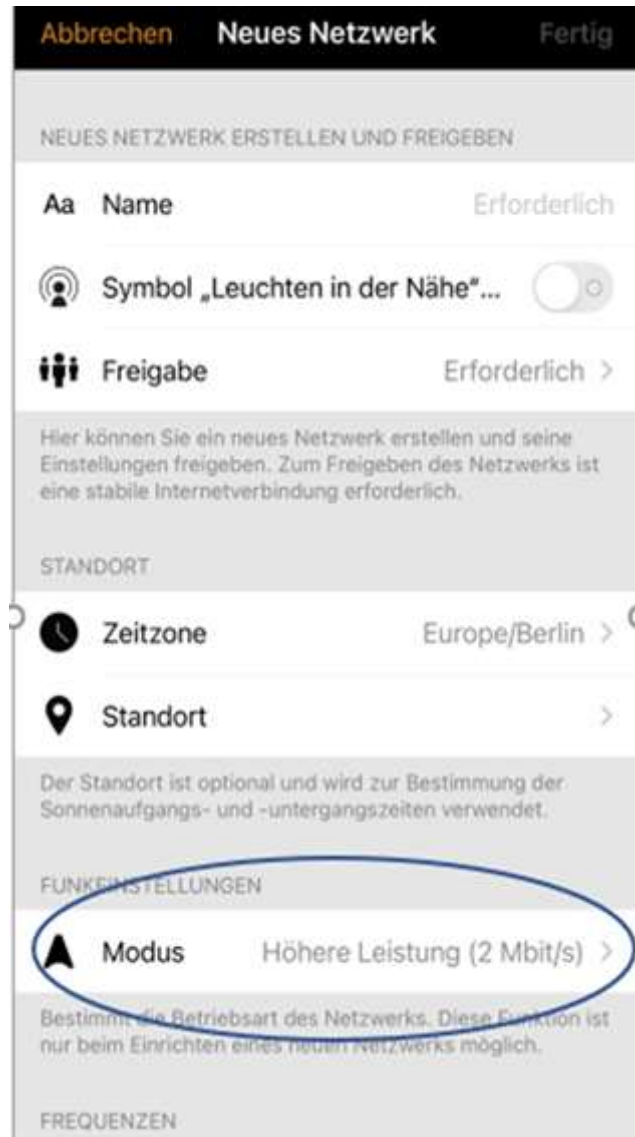 Abbrechen Neues Netzwerk Fertig
NEUES NETZWERK ERSTELLEN UND FREIGEBEN
Aa Name Erforderlich
Symbol „Leuchten in der Nähe“...
Freigabe Erforderlich >
Hier können Sie ein neues Netzwerk erstellen und seine
Einstellungen freigeben. Zum Freigeben des Netzwerks ist
eine stabile Internetverbindung erforderlich.
STANDORT
Zeitzone Europe/Berlin >
Standort >
Der Standort ist optional und wird zur Bestimmung der
Sonnenaufgangs- und -untergangszeiten verwendet.
FUNKEINSTELLUNGEN
Modus Höhere Leistung (2 Mbit/s) >
Bestimmt die Betriebsart des Netzwerks. Diese Funktion ist
nur beim Einrichten eines neuen Netzwerks möglich.
FREQUENZEN